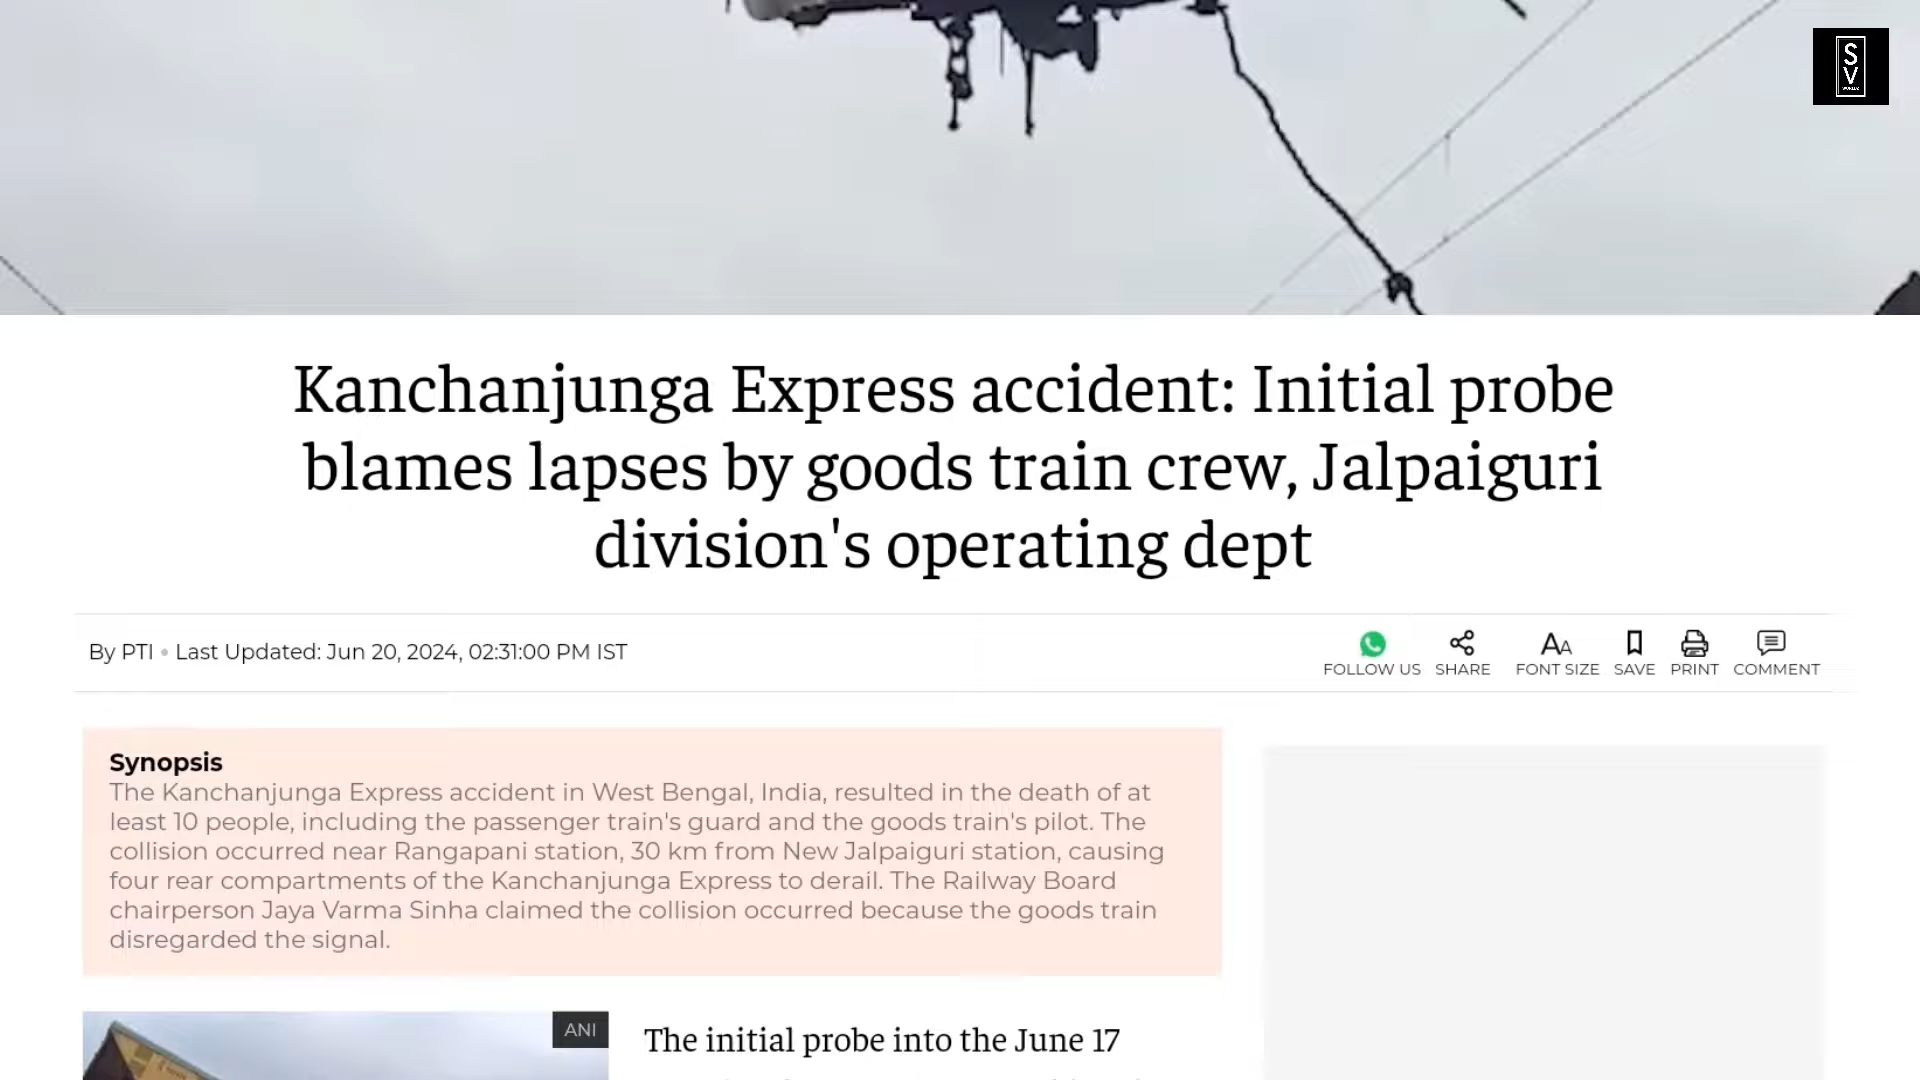 S
V
Kanchanjunga Express accident: Initial probe
blames lapses by goods train crew, Jalpaiguri
division's operating dept
By PTI • Last Updated: Jun 20, 2024, 02:31:00 PM IST
FOLLOW US SHARE FONT SIZE SAVE PRINT COMMENT
Synopsis
The Kanchanjunga Express accident in West Bengal, India, resulted in the death of at
least 10 people, including the passenger train's guard and the goods train's pilot. The
collision occurred near Rangapani station, 30 km from New Jalpaiguri station, causing
four rear compartments of the Kanchanjunga Express to derail. The Railway Board
chairperson Jaya Varma Sinha claimed the collision occurred because the goods train
disregarded the signal.
ANI
The initial probe into the June 17